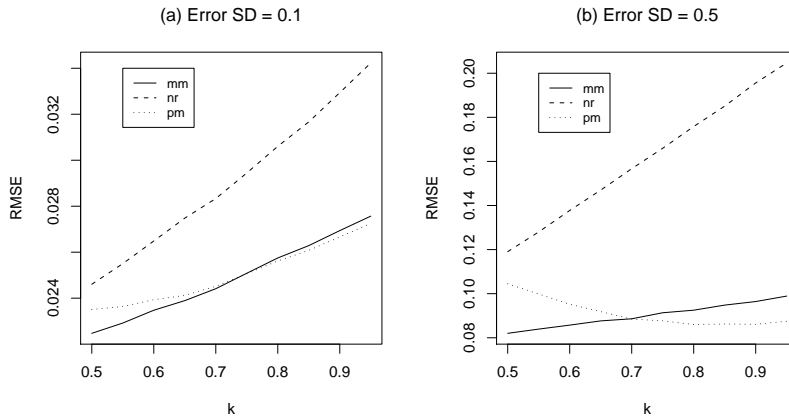 (a) Error SD = 0.1
RMSE
0.032
0.028
0.024
mm
nr
pm
0.5 0.6 0.7 0.8 0.9
k
(b) Error SD = 0.5
RMSE
0.20
0.18
0.16
0.14
0.12
0.10
0.08
mm
nr
pm
0.5 0.6 0.7 0.8 0.9
k